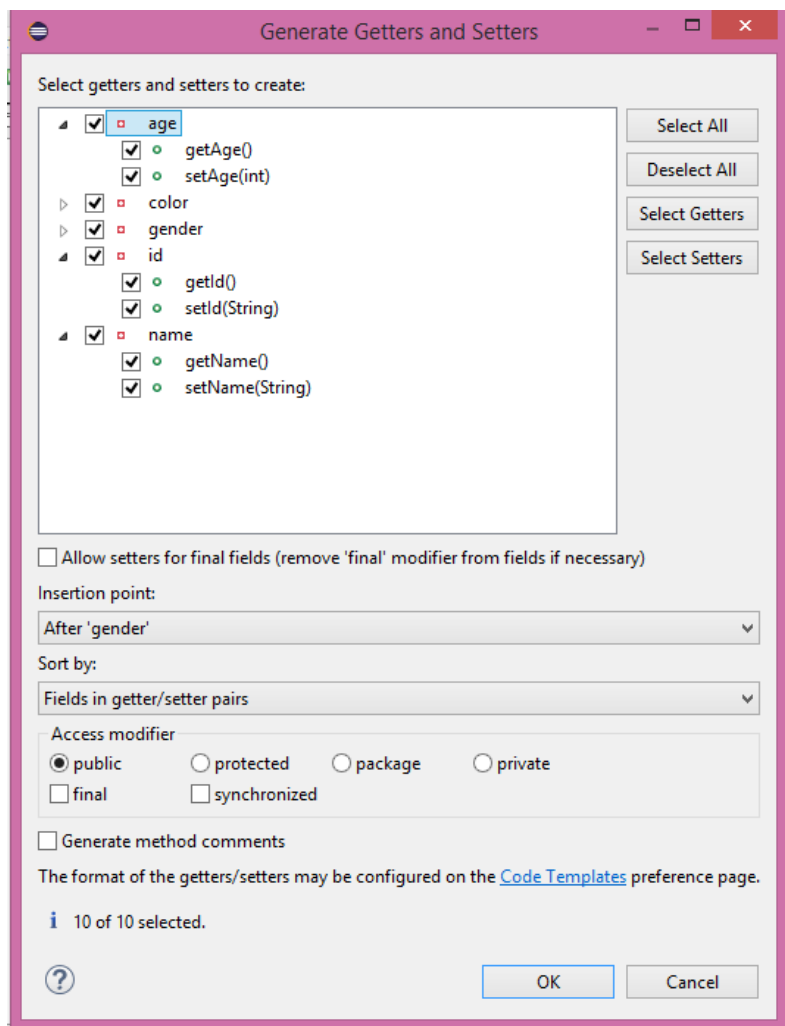 Generate Getters and Setters
Select getters and setters to create:
age
getAge()
setAge(int)
color
gender
id
getId()
setId(String)
name
getName()
setName(String)
Select All
Deselect All
Select Getters
Select Setters
Allow setters for final fields (remove 'final' modifier from fields if necessary)
Insertion point:
After 'gender'
Sort by:
Fields in getter/setter pairs
Access modifier
public protected package private
final synchronized
Generate method comments
The format of the getters/setters may be configured on the Code Templates preference page.
i 10 of 10 selected.
? OK Cancel